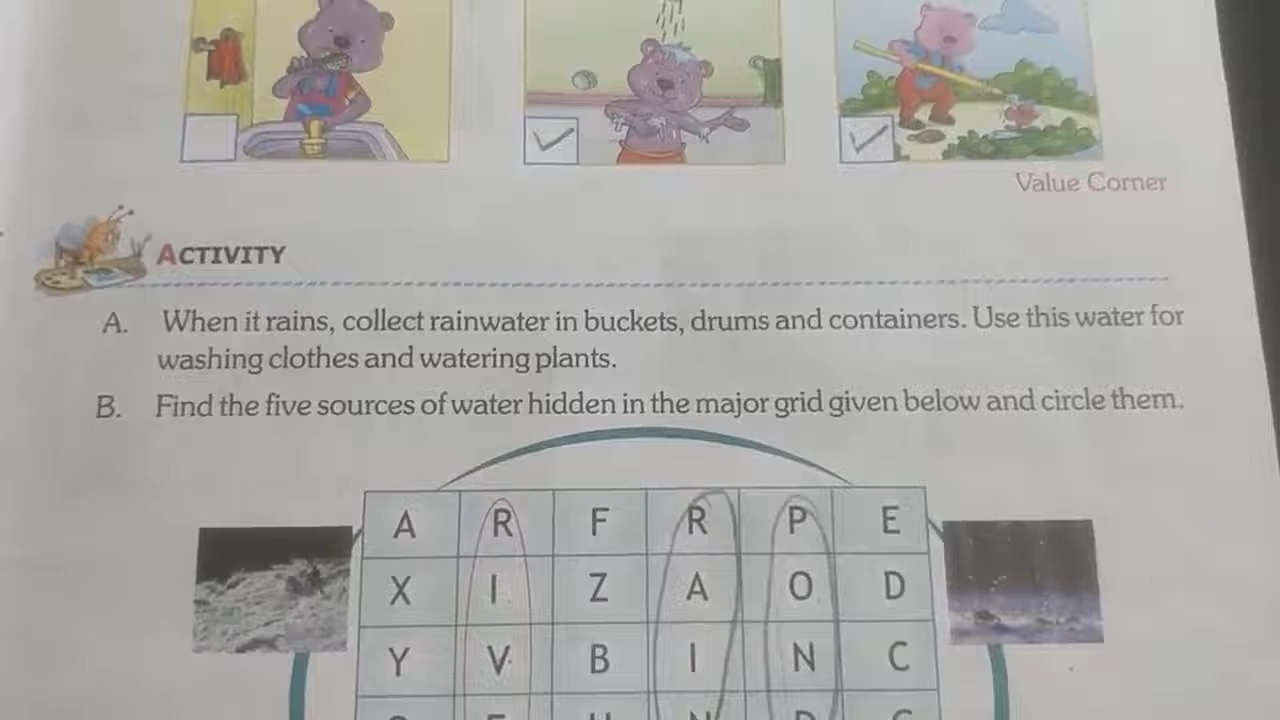 Value Corner
ACTIVITY
A. When it rains, collect rainwater in buckets, drums and containers. Use this water for
washing clothes and watering plants.
B. Find the five sources of water hidden in the major grid given below and circle them.
A R F R P E
X I Z A O D
Y V B I N C